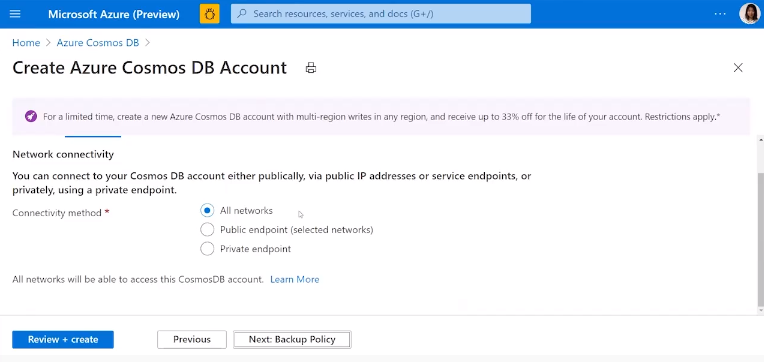 Microsoft Azure (Preview)
Search resources, services, and docs (G+/)
Home > Azure Cosmos DB >
Create Azure Cosmos DB Account
For a limited time, create a new Azure Cosmos DB account with multi-region writes in any region, and receive up to 33% off for the life of your account. Restrictions apply.*
Network connectivity
You can connect to your Cosmos DB account either publically, via public IP addresses or service endpoints, or
privately, using a private endpoint.
Connectivity method *
All networks
Public endpoint (selected networks)
Private endpoint
All networks will be able to access this CosmosDB account. Learn More
Review + create
Previous
Next: Backup Policy